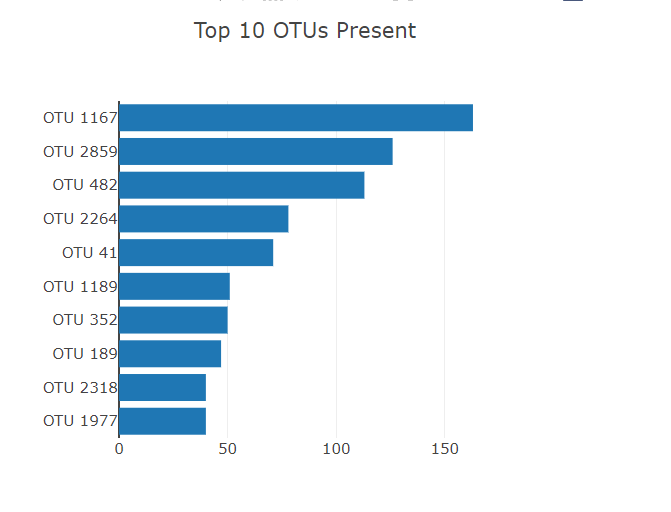 Top 10 OTUs Present
OTU 1167
OTU 2859
OTU 482
OTU 2264
OTU 41
OTU 1189
OTU 352
OTU 189
OTU 2318
OTU 1977
0 50 100 150